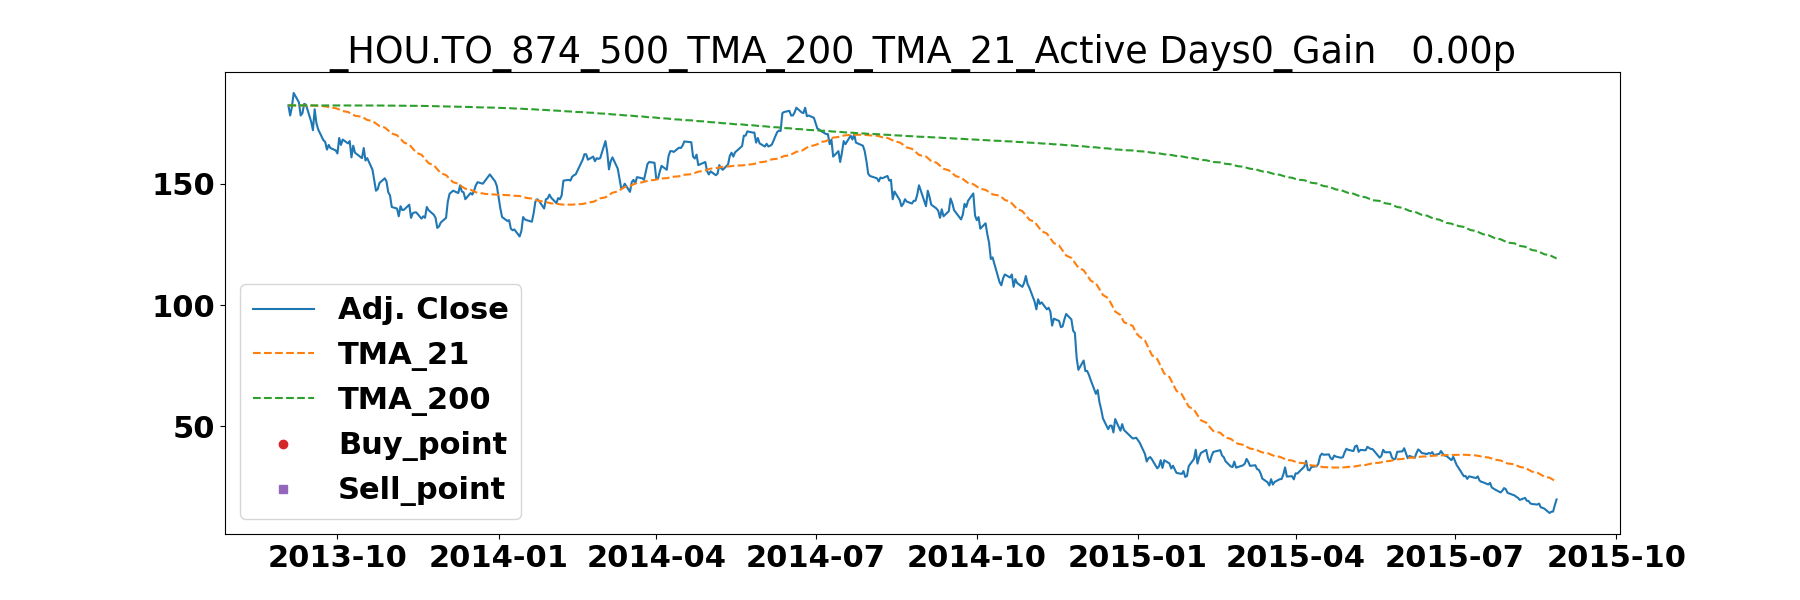 _HOU.TO_874_500_TMA_200_TMA_21_Active Days0_Gain   0.00p
150
100
50
Adj. Close
TMA_21
TMA_200
Buy_point
Sell_point
2013-10 2014-01 2014-04 2014-07 2014-10 2015-01 2015-04 2015-07 2015-10